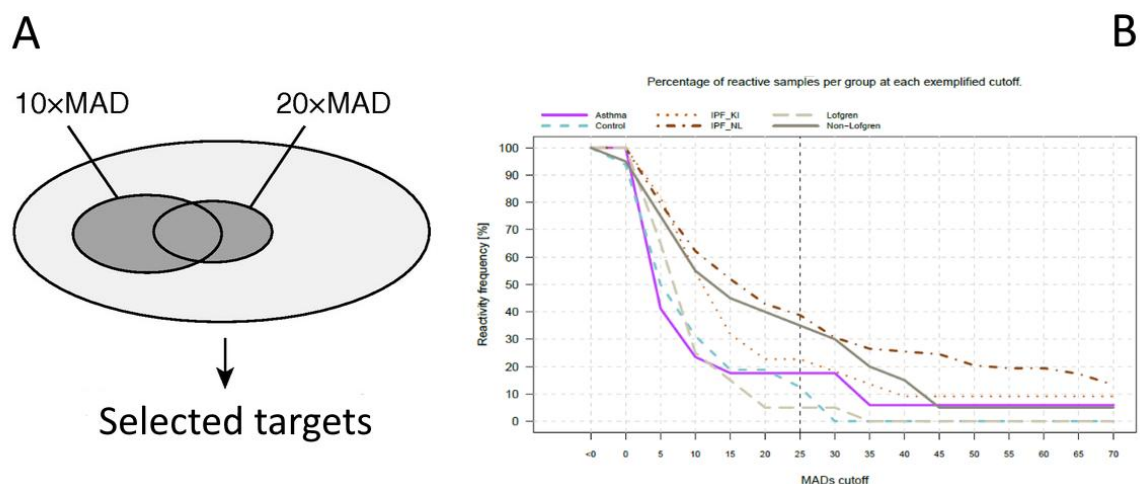 A
B
10×MAD
20×MAD
Selected targets
Percentage of reactive samples per group at each exemplified cutoff.
Asthma IPF_KI Lofgren
Control IPF_NL Non−Lofgren
Reactivity frequency [%]
100
90
80
70
60
50
40
30
20
10
0
<0 0 5 10 15 20 25 30 35 40 45 50 55 60 65 70
MADs cutoff